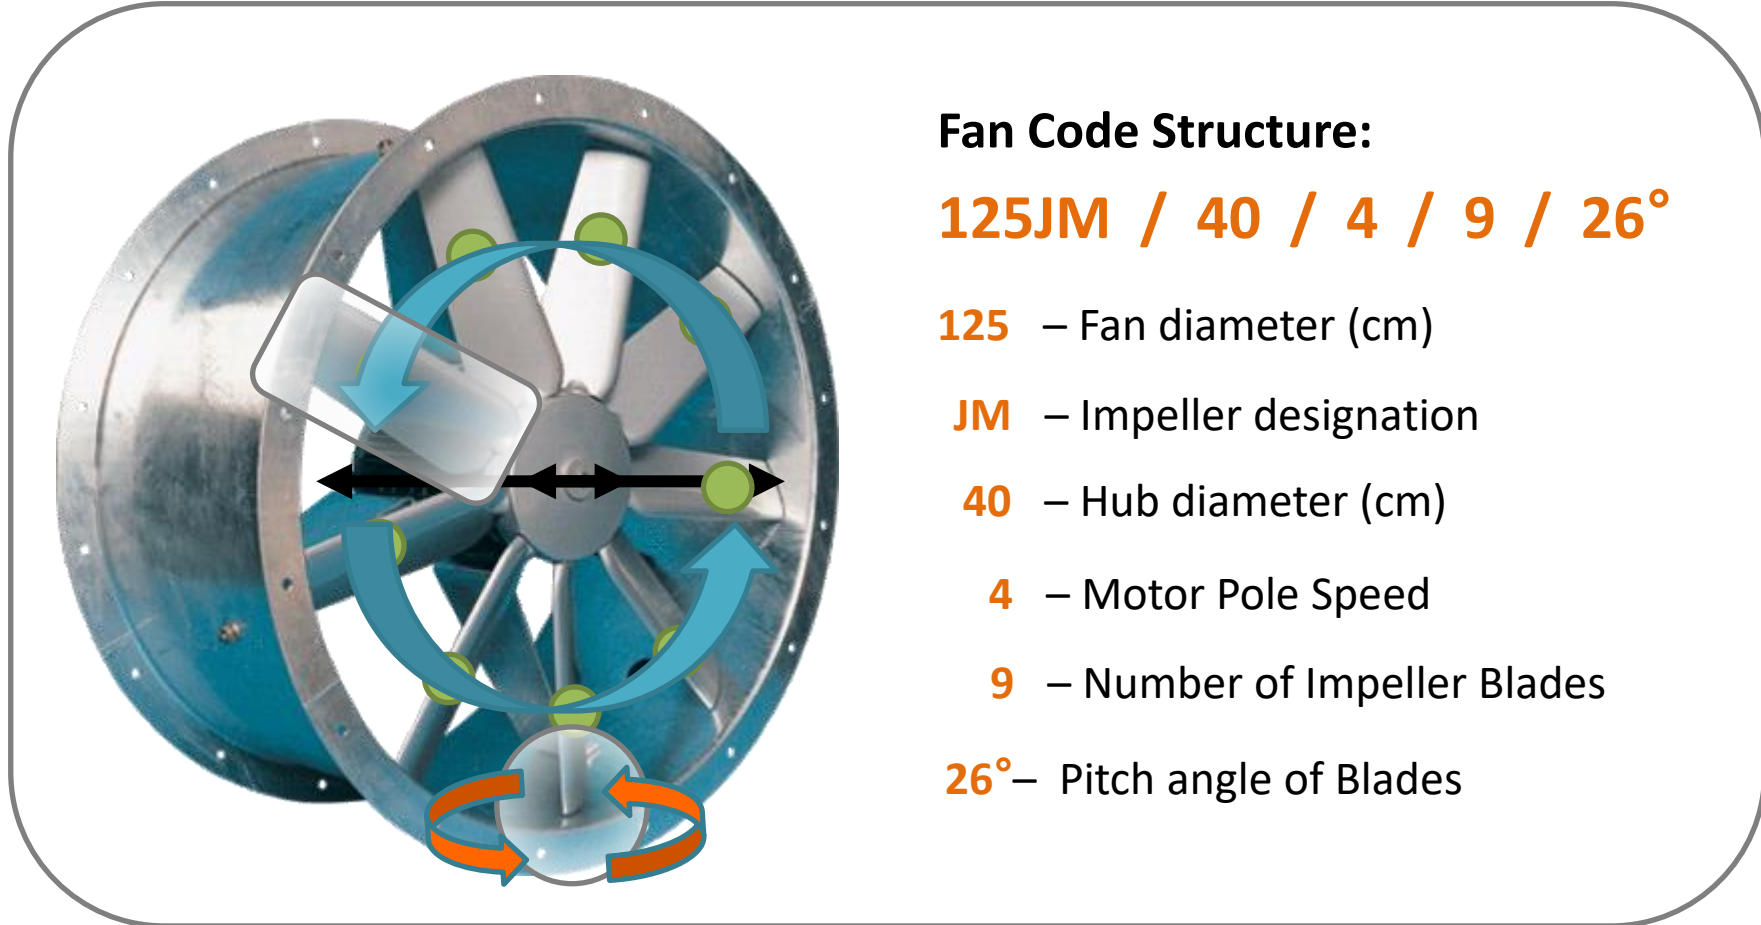 Fan Code Structure:
125JM / 40 / 4 / 9 / 26°
125 – Fan diameter (cm)
JM – Impeller designation
40 – Hub diameter (cm)
4 – Motor Pole Speed
9 – Number of Impeller Blades
26°– Pitch angle of Blades